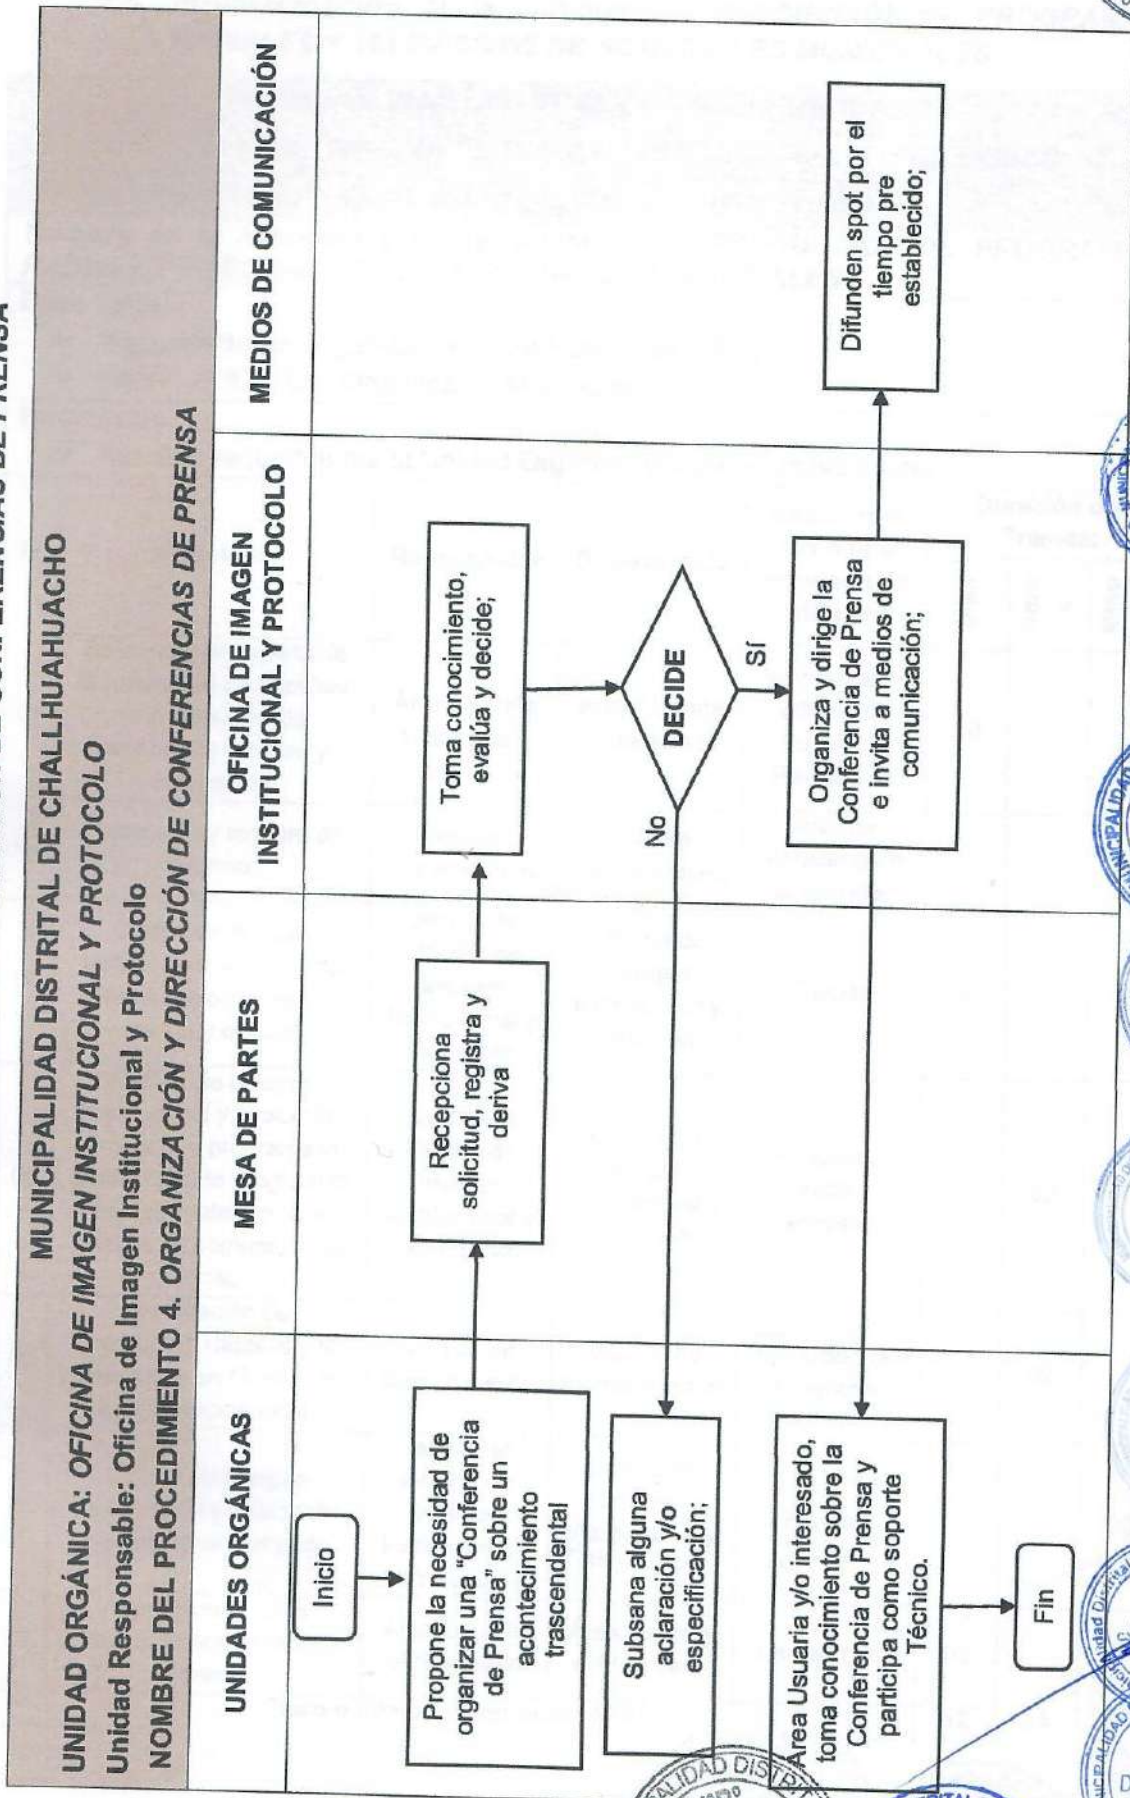 CONFERENCIAS DE PRENSA
MUNICIPALIDAD DISTRITAL DE CHALLHUAHUACHO
UNIDAD ORGÁNICA: OFICINA DE IMAGEN INSTITUCIONAL Y PROTOCOLO
Unidad Responsable: Oficina de Imagen Institucional y Protocolo
NOMBRE DEL PROCEDIMIENTO 4. ORGANIZACIÓN Y DIRECCIÓN DE CONFERENCIAS DE PRENSA
UNIDADES ORGÁNICAS
MESA DE PARTES
OFICINA DE IMAGEN
INSTITUCIONAL Y PROTOCOLO
MEDIOS DE COMUNICACIÓN
Inicio
Propone la necesidad de
organizar una “Conferencia
de Prensa” sobre un
acontecimiento
trascendental
Recepciona
solicitud, registra y
deriva
Toma conocimiento,
evalúa y decide;
DECIDE
No
Sí
Subsana alguna
aclaración y/o
especificación;
Organiza y dirige la
Conferencia de Prensa
e invita a medios de
comunicación;
Difunden spot por el
tiempo pre
establecido;
Área Usuaria y/o interesado,
toma conocimiento sobre la
Conferencia de Prensa y
participa como soporte
Técnico.
Fin